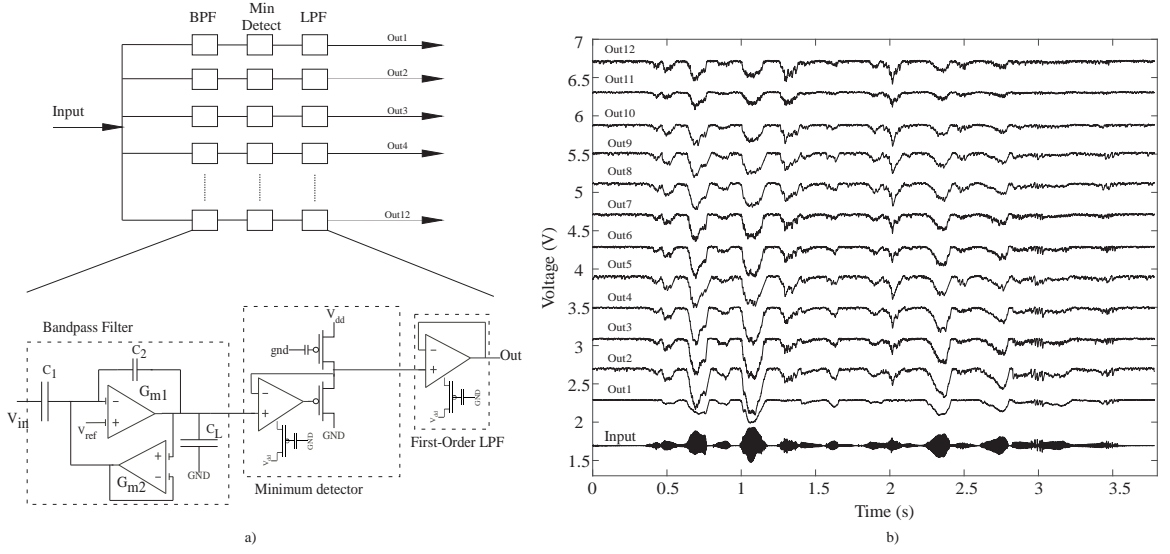 BPF Min Detect LPF
Out1
Out2
Out3
Input
Out4
Out12
Bandpass Filter
C1
C2
Gm1
Vin
Vref
CL
GND
Gm2
Vdd
gnd
GND
GND
Minimum detector
Out
GND
First-Order LPF
a)
7
6.5
6
5.5
5
4.5
4
3.5
3
2.5
2
1.5
Voltage (V)
Out12
Out11
Out10
Out9
Out8
Out7
Out6
Out5
Out4
Out3
Out2
Out1
Input
0 0.5 1 1.5 2 2.5 3 3.5
Time (s)
b)